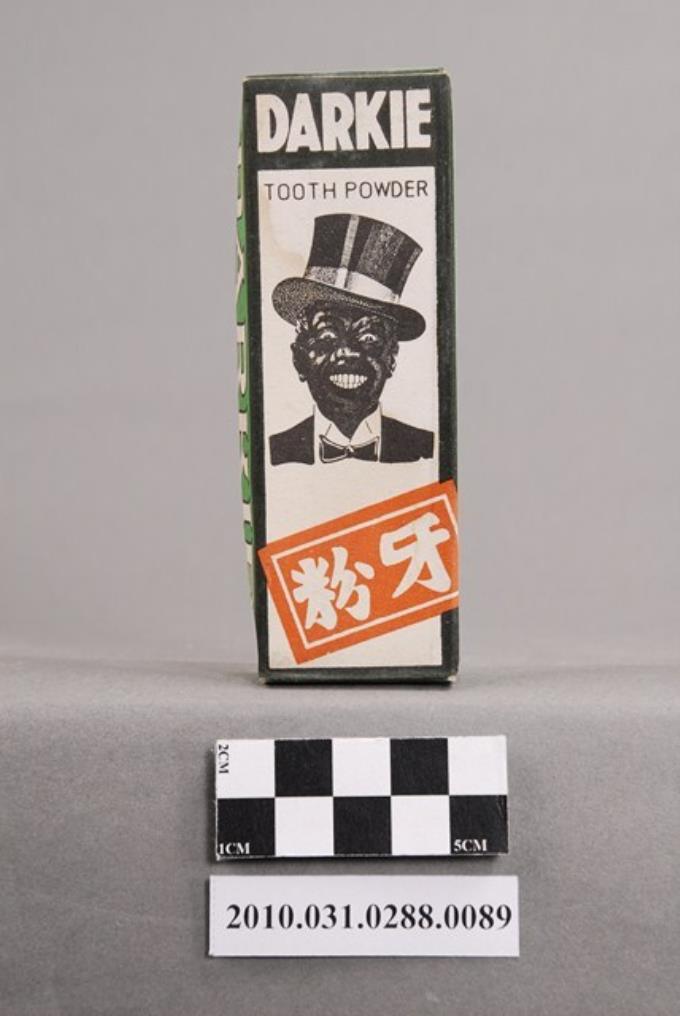 DARKIE
TOOTH POWDER
牙粉
2CM
1CM
5CM
2010.031.0288.0089